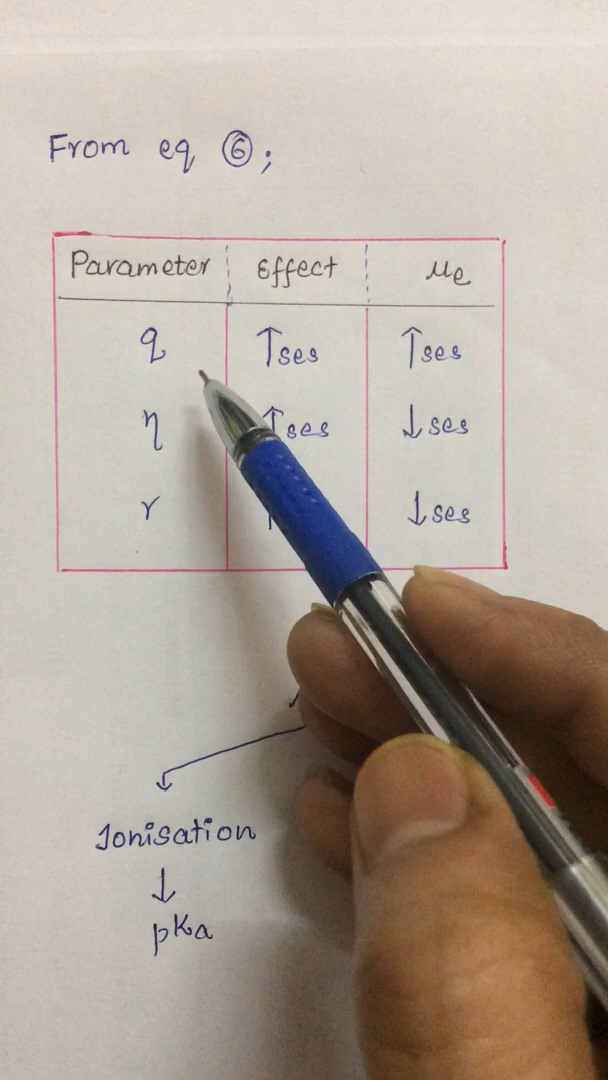 From eq ⑥;
Parameter Effect μe
q ↑ses ↑ses
η ↑ses ↓ses
r ↓ses
Ionisation
↓
pKa